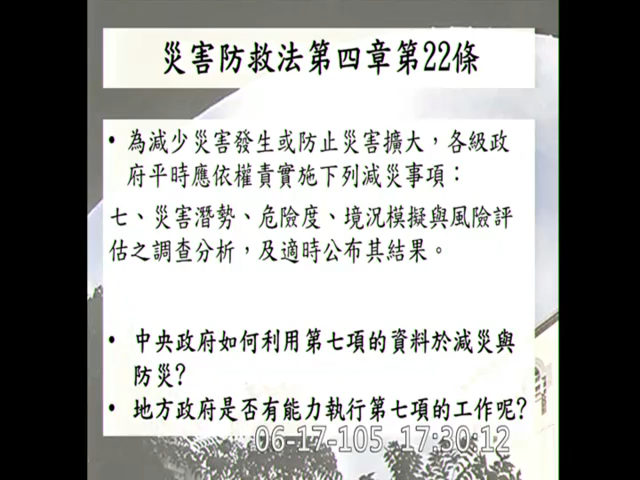 災害防救法第四章第22條
• 為減少災害發生或防止災害擴大，各級政
府平時應依權責實施下列減災事項：
七、災害潛勢、危險度、境況模擬與風險評
估之調查分析，及適時公布其結果。
• 中央政府如何利用第七項的資料於減災與
防災?
• 地方政府是否有能力執行第七項的工作呢?
06-17-105 17:30:12